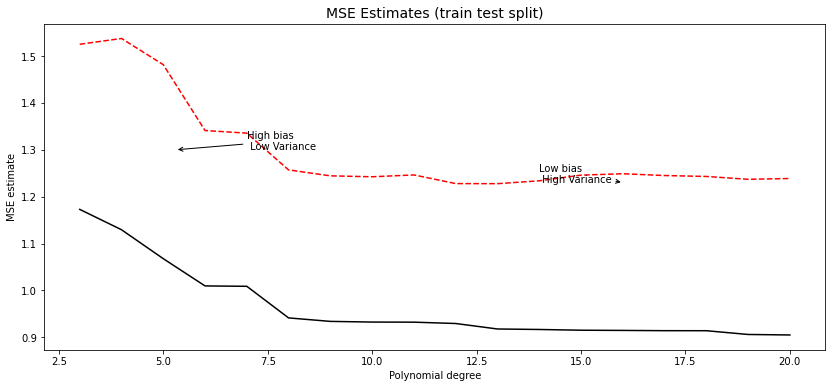 MSE Estimates (train test split)
MSE estimate
1.5
1.4
1.3
1.2
1.1
1.0
0.9
High bias
Low Variance
Low bias
High Variance
2.5 5.0 7.5 10.0 12.5 15.0 17.5 20.0
Polynomial degree